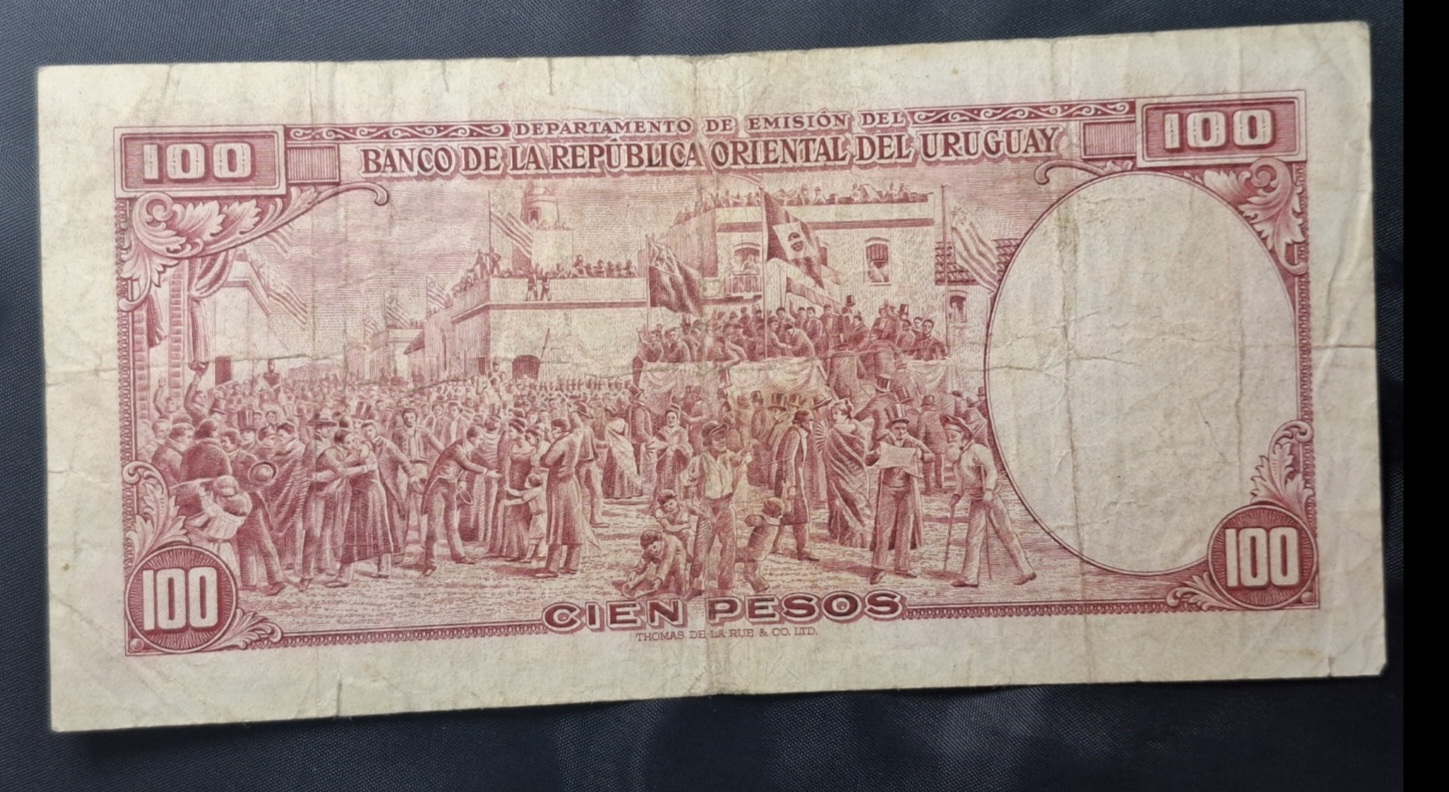 100
DEPARTAMENTO DE EMISIÓN DEL
100
BANCO DE LA REPÚBLICA ORIENTAL DEL URUGUAY
100
100
CIEN PESOS
THOMAS DE LA RUE & CO. LTD.